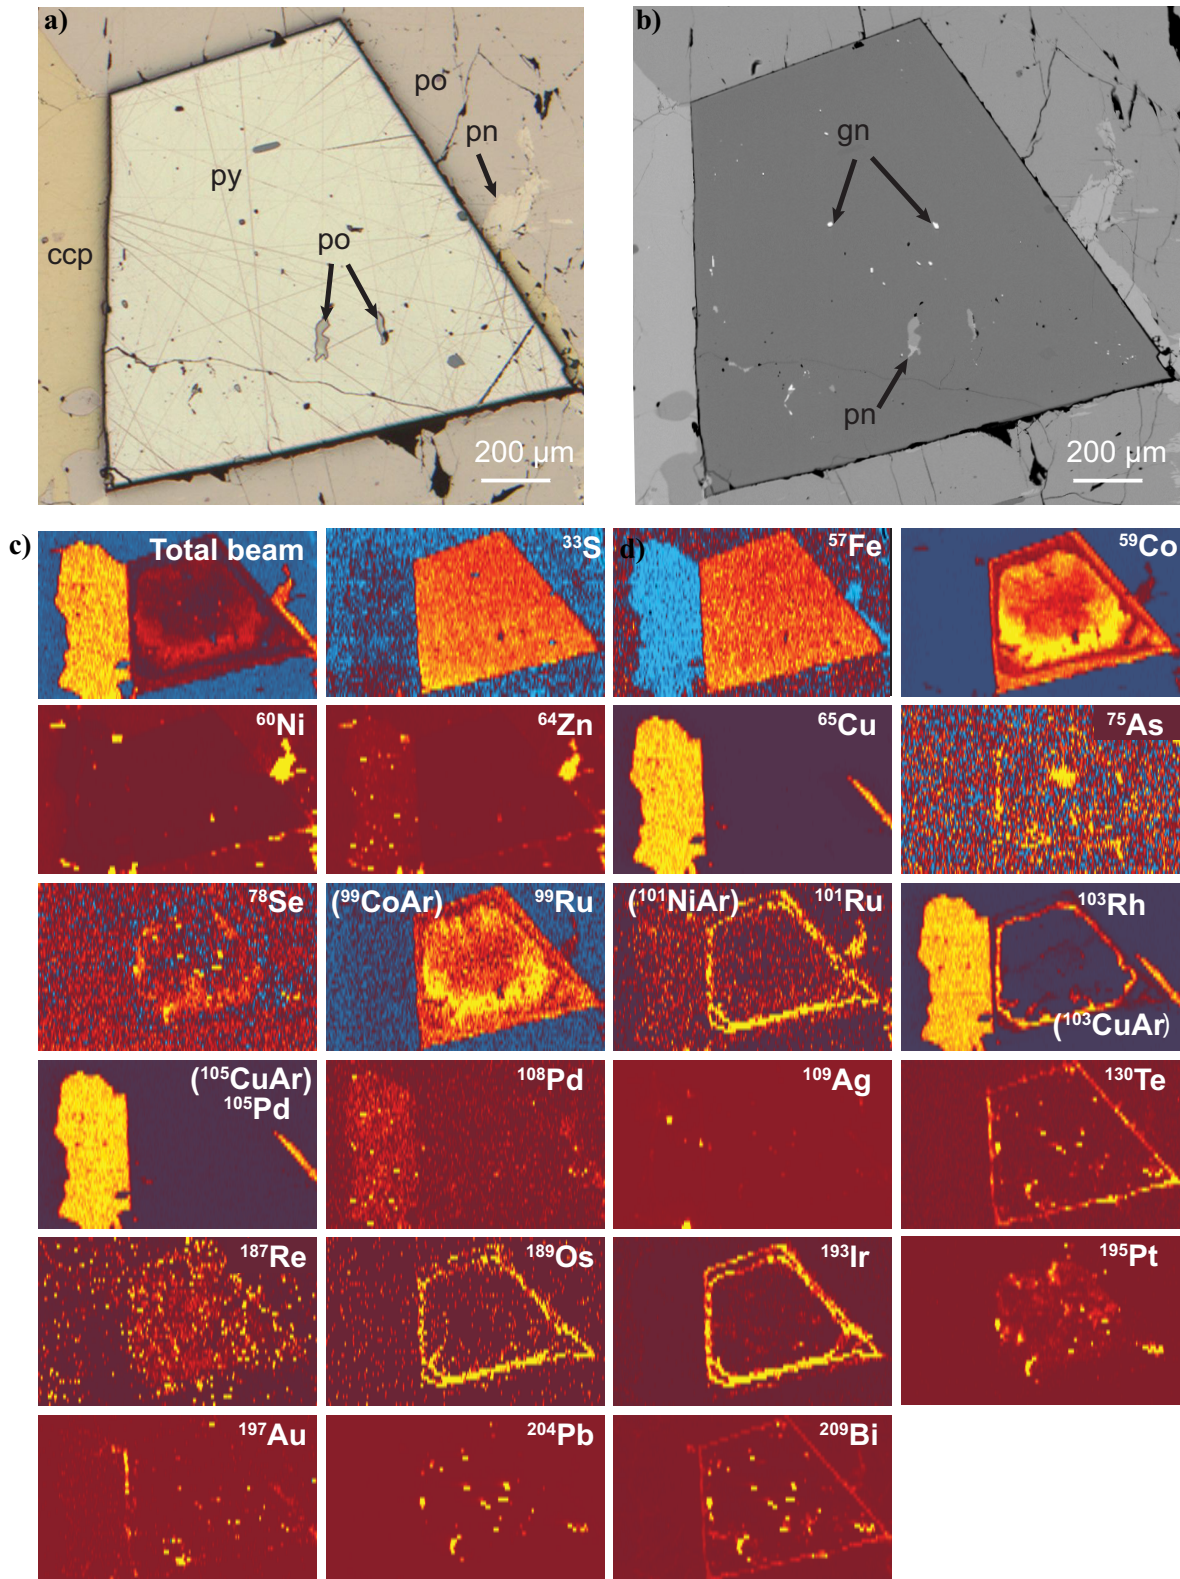 a)
po
pn
py
po
ccp
200 µm
b)
gn
pn
200 µm
c)
Total beam
³³S
d)
⁵⁷Fe
⁵⁹Co
⁶⁰Ni
⁶⁴Zn
⁶⁵Cu
⁷⁵As
⁷⁸Se
(⁹⁹CoAr) ⁹⁹Ru
(¹⁰¹NiAr) ¹⁰¹Ru
¹⁰³Rh
(¹⁰³CuAr)
(¹⁰⁵CuAr)
¹⁰⁵Pd
¹⁰⁸Pd
¹⁰⁹Ag
¹³⁰Te
¹⁸⁷Re
¹⁸⁹Os
¹⁹³Ir
¹⁹⁵Pt
¹⁹⁷Au
²⁰⁴Pb
²⁰⁹Bi